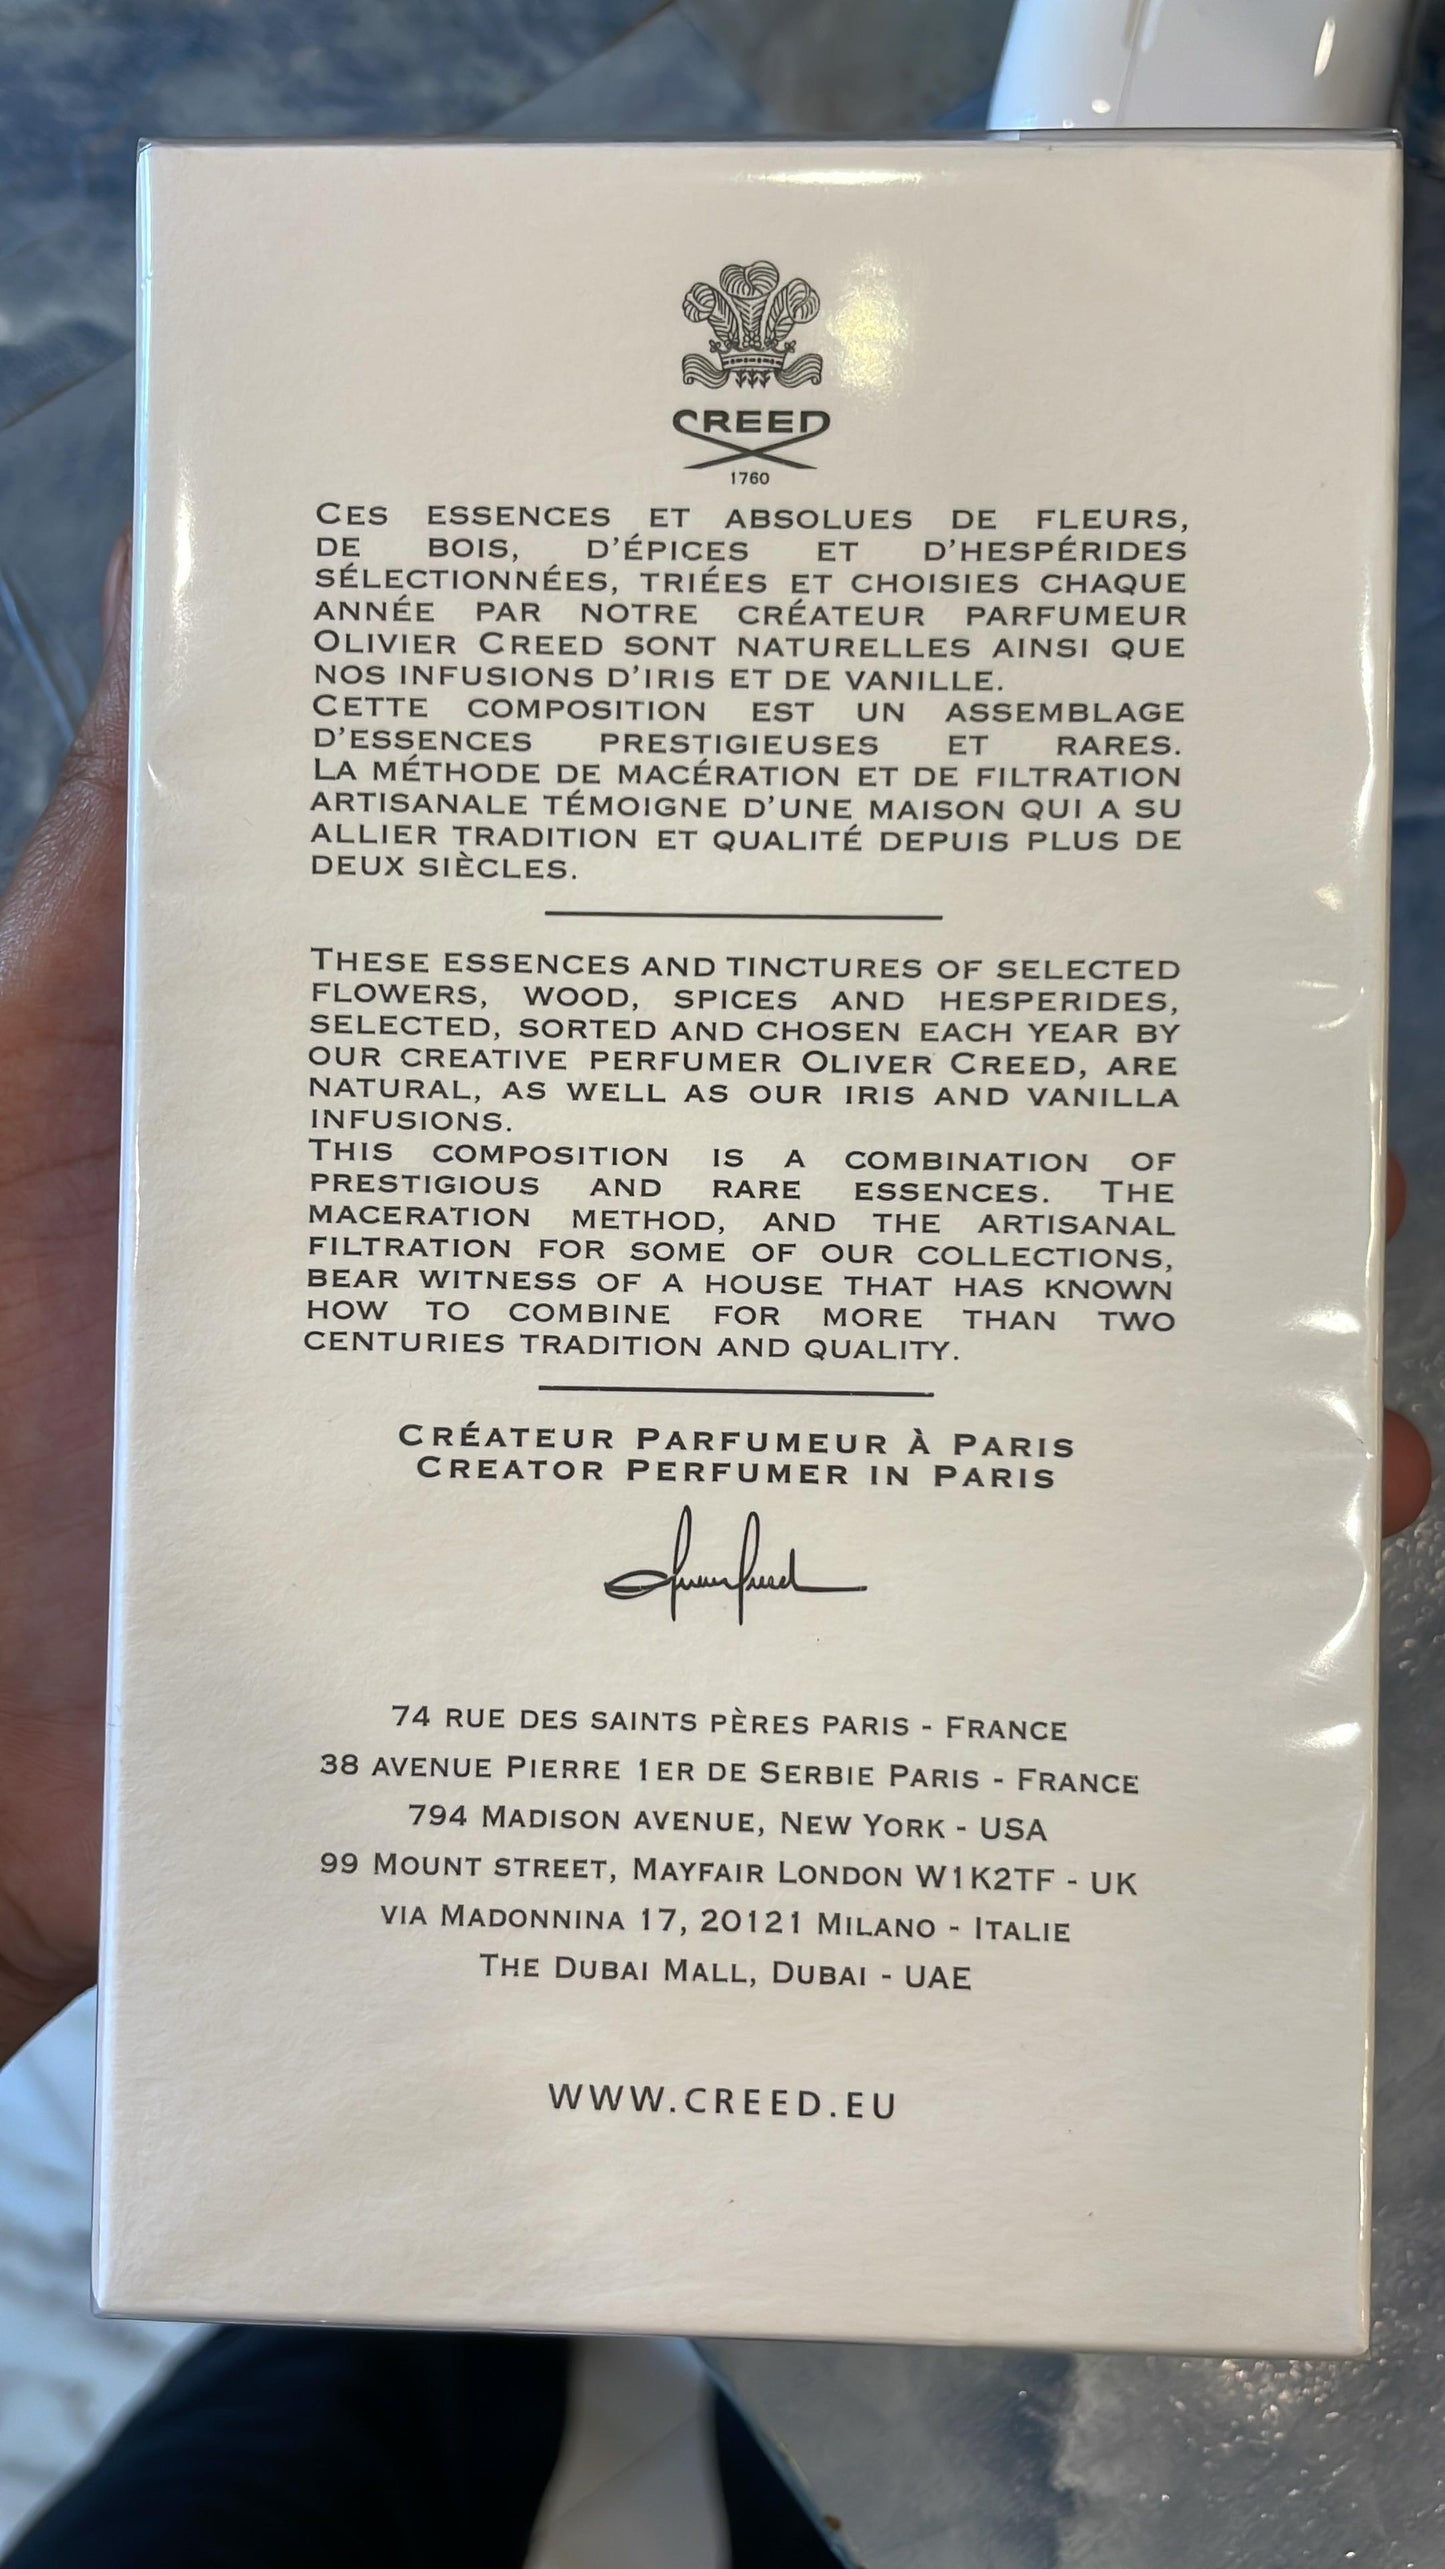 CREED
1760
CES ESSENCES ET ABSOLUES DE FLEURS,
DE BOIS, D'ÉPICES ET D'HESPÉRIDES
SÉLECTIONNÉES, TRIÉES ET CHOISIES CHAQUE
ANNÉE PAR NOTRE CRÉATEUR PARFUMEUR
OLIVIER CREED SONT NATURELLES AINSI QUE
NOS INFUSIONS D'IRIS ET DE VANILLE.
CETTE COMPOSITION EST UN ASSEMBLAGE
D'ESSENCES PRESTIGIEUSES ET RARES.
LA MÉTHODE DE MACÉRATION ET DE FILTRATION
ARTISANALE TÉMOIGNE D'UNE MAISON QUI A SU
ALLIER TRADITION ET QUALITÉ DEPUIS PLUS DE
DEUX SIÈCLES.
THESE ESSENCES AND TINCTURES OF SELECTED
FLOWERS, WOOD, SPICES AND HESPERIDES,
SELECTED, SORTED AND CHOSEN EACH YEAR BY
OUR CREATIVE PERFUMER OLIVER CREED, ARE
NATURAL, AS WELL AS OUR IRIS AND VANILLA
INFUSIONS.
THIS COMPOSITION IS A COMBINATION OF
PRESTIGIOUS AND RARE ESSENCES. THE
MACERATION METHOD, AND THE ARTISANAL
FILTRATION FOR SOME OF OUR COLLECTIONS,
BEAR WITNESS OF A HOUSE THAT HAS KNOWN
HOW TO COMBINE FOR MORE THAN TWO
CENTURIES TRADITION AND QUALITY.
CRÉATEUR PARFUMEUR À PARIS
CREATOR PERFUMER IN PARIS
74 RUE DES SAINTS PÈRES PARIS - FRANCE
38 AVENUE PIERRE 1ER DE SERBIE PARIS - FRANCE
794 MADISON AVENUE, NEW YORK - USA
99 MOUNT STREET, MAYFAIR LONDON W1K2TF - UK
VIA MADONNINA 17, 20121 MILANO - ITALIE
THE DUBAI MALL, DUBAI - UAE
WWW.CREED.EU